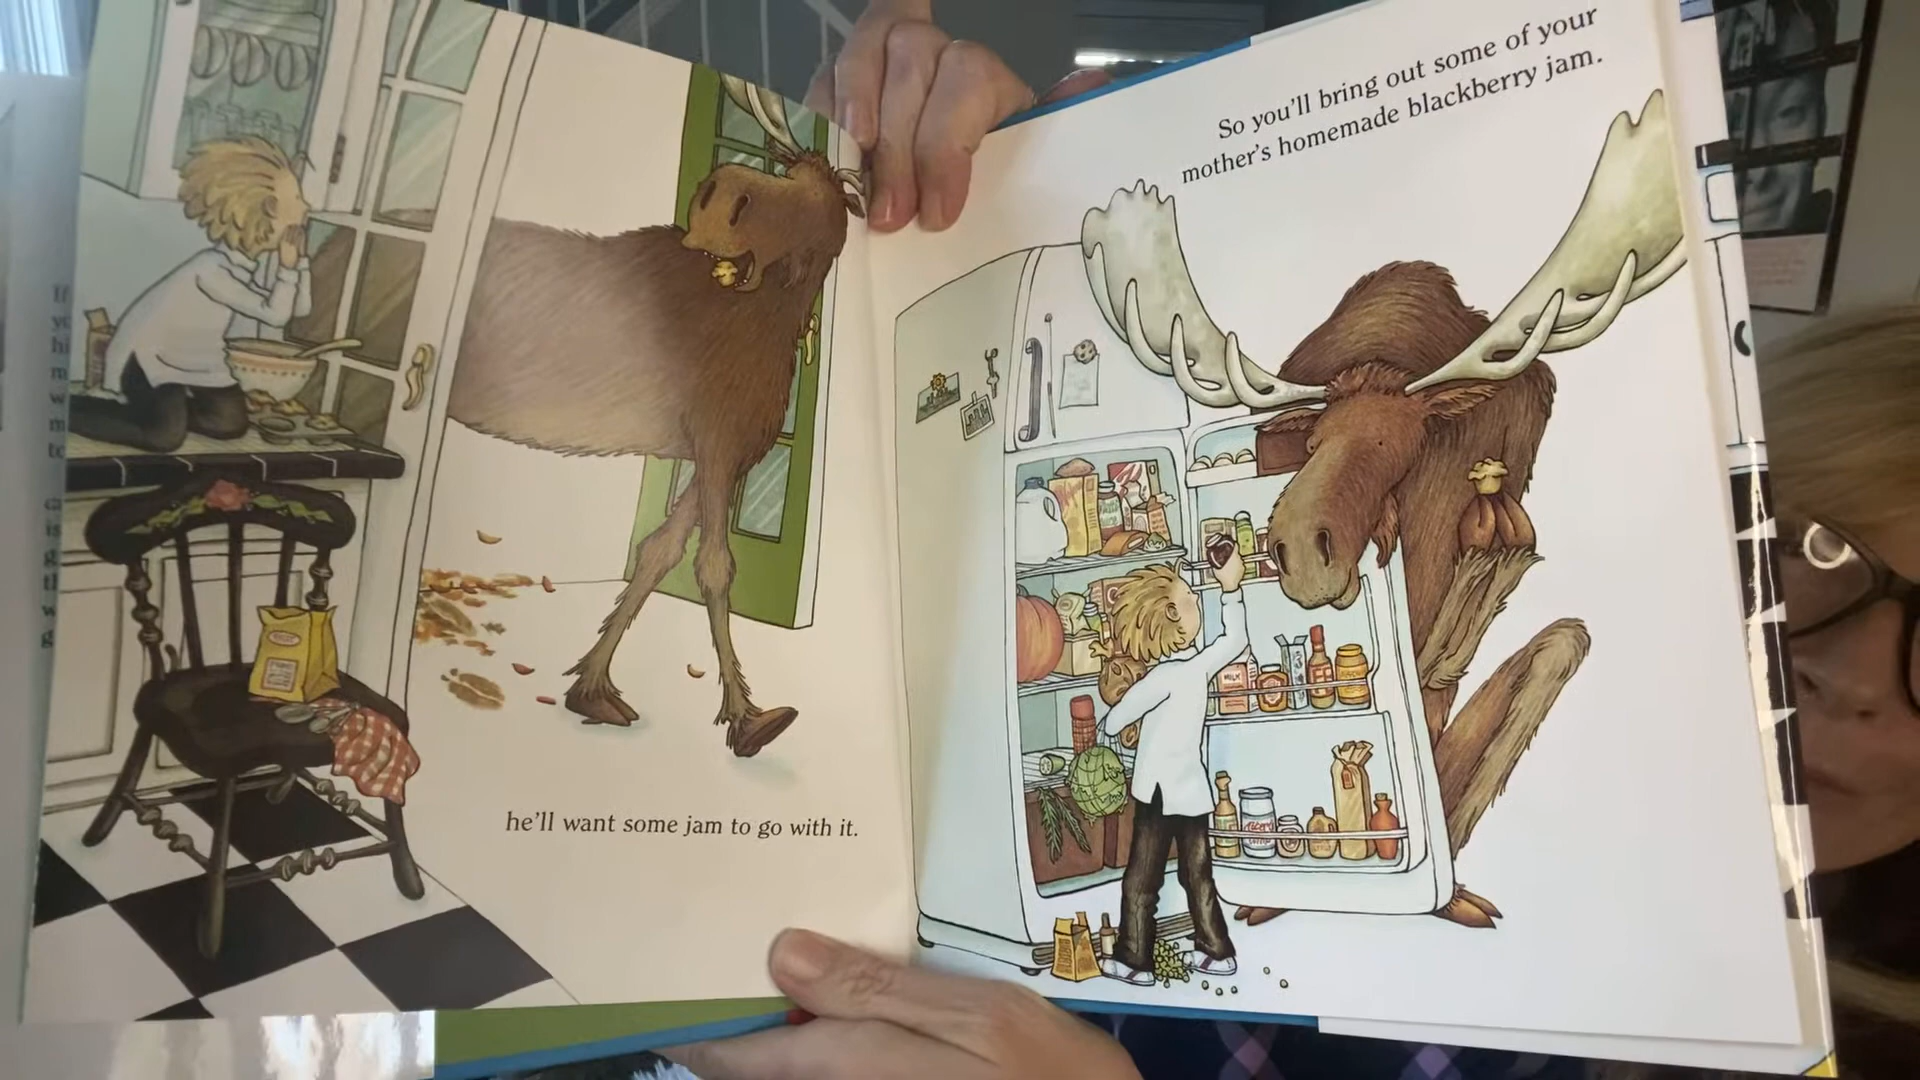 he'll want some jam to go with it.
So you'll bring out some of your
mother's homemade blackberry jam.
MILK